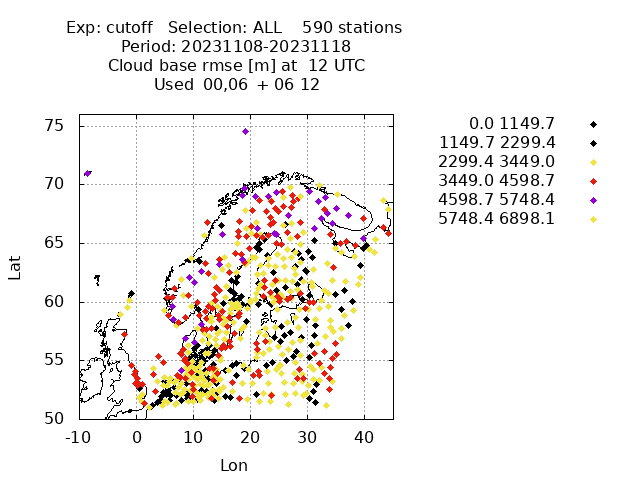 Exp: cutoff Selection: ALL 590 stations
Period: 20231108-20231118
Cloud base rmse [m] at 12 UTC
Used 00,06 + 06 12
0.0 1149.7
1149.7 2299.4
2299.4 3449.0
3449.0 4598.7
4598.7 5748.4
5748.4 6898.1
75
70
65
60
55
50
Lat
-10 0 10 20 30 40
Lon